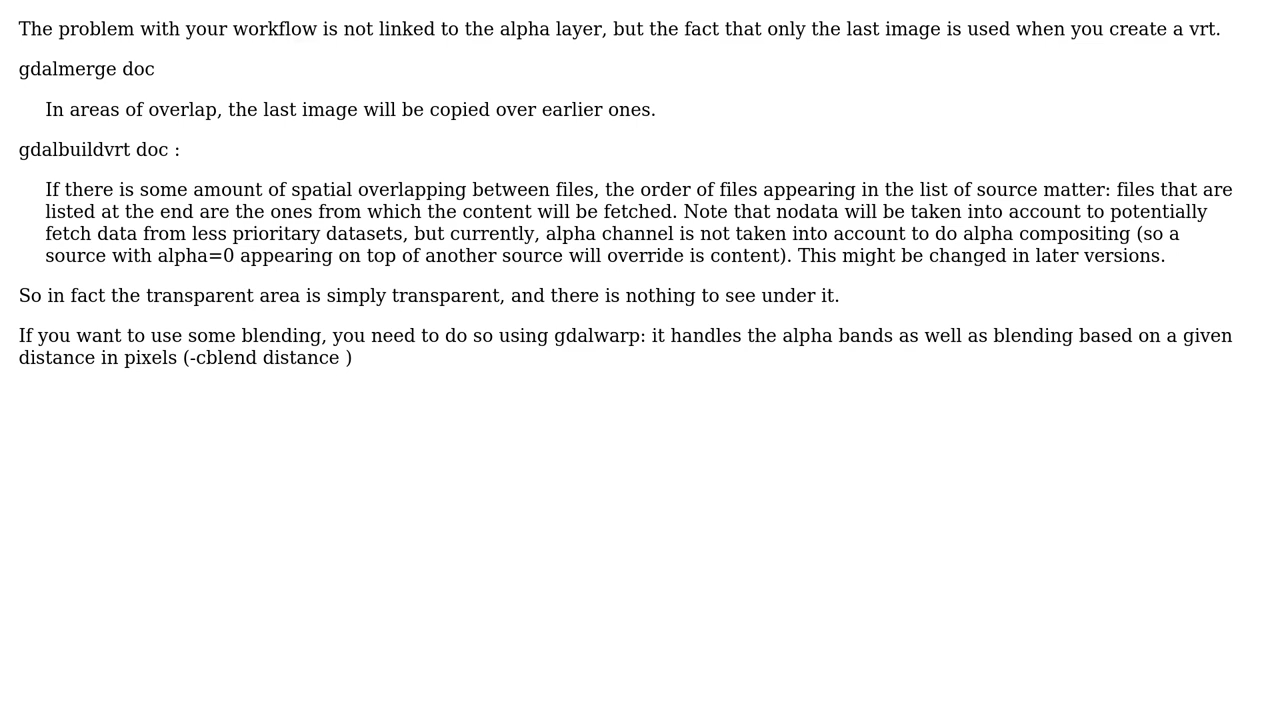 The problem with your workflow is not linked to the alpha layer, but the fact that only the last image is used when you create a vrt.
gdalmerge doc
In areas of overlap, the last image will be copied over earlier ones.
gdalbuildvrt doc :
If there is some amount of spatial overlapping between files, the order of files appearing in the list of source matter: files that are
listed at the end are the ones from which the content will be fetched. Note that nodata will be taken into account to potentially
fetch data from less prioritary datasets, but currently, alpha channel is not taken into account to do alpha compositing (so a
source with alpha=0 appearing on top of another source will override is content). This might be changed in later versions.
So in fact the transparent area is simply transparent, and there is nothing to see under it.
If you want to use some blending, you need to do so using gdalwarp: it handles the alpha bands as well as blending based on a given
distance in pixels (-cblend distance )